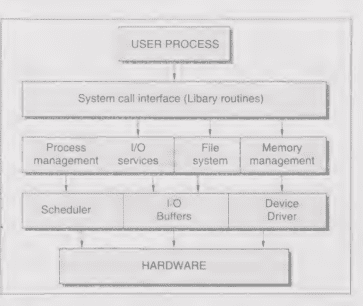 USER PROCESS
System call interface (Libary routines)
Process management
I/O services
File system
Memory management
Scheduler
I/O Buffers
Device Driver
HARDWARE